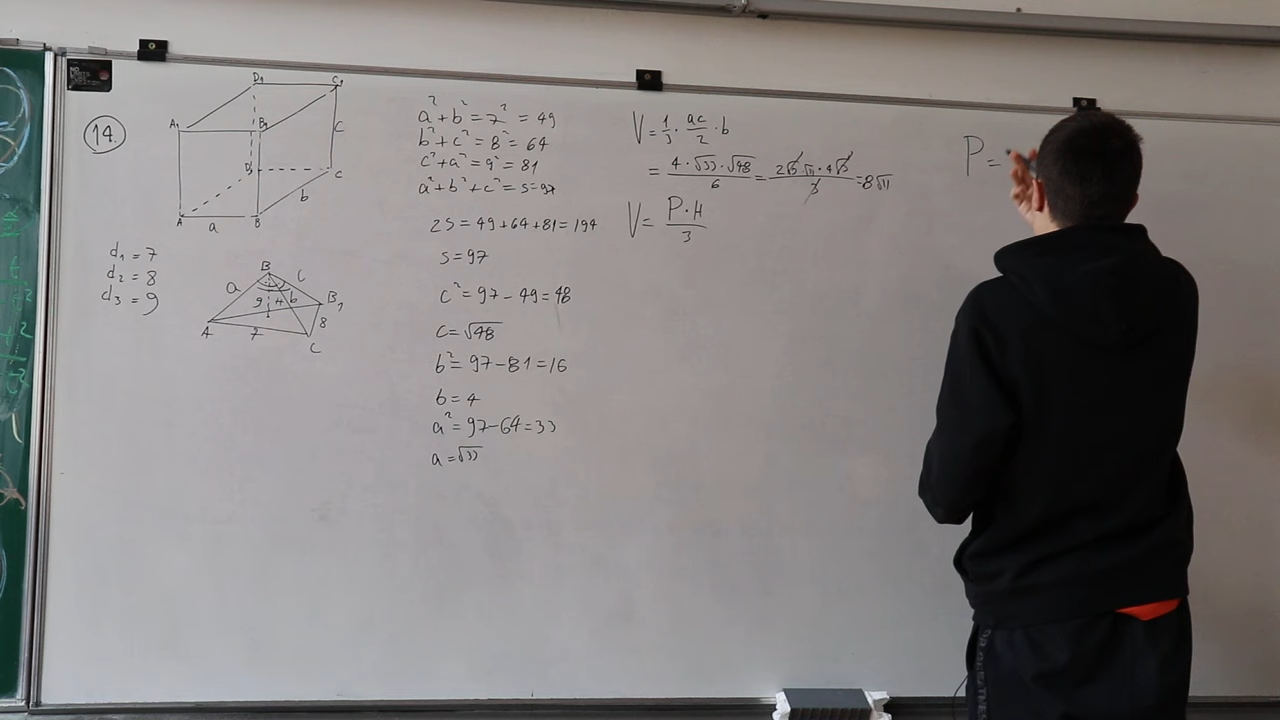 14.
D₁ C₁
A₁ B₁ C
D C
A B b
a
d₁ = 7
d₂ = 8
d₃ = 9
B
a C
9 H b B₁
A 7 8
C
a² + b² = 7² = 49
b² + c² = 8² = 64
c² + a² = 9² = 81
a² + b² + c² = s = 97
2s = 49 + 64 + 81 = 194
s = 97
c² = 97 - 49 = 48
c = √48
b² = 97 - 81 = 16
b = 4
a² = 97 - 64 = 33
a = √33
V = 1/3 · ac/2 · b
= 4 · √33 · √48 / 6 = 2√3 · √11 · 4√3 / 3 = 8√11
V = P · H / 3
P =